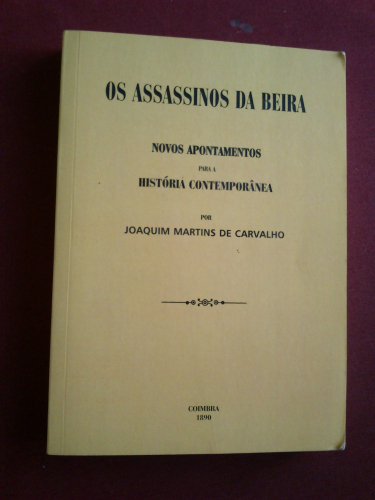 OS ASSASSINOS DA BEIRA
NOVOS APONTAMENTOS
PARA A
HISTÓRIA CONTEMPORÂNEA
POR
JOAQUIM MARTINS DE CARVALHO
COIMBRA
1890